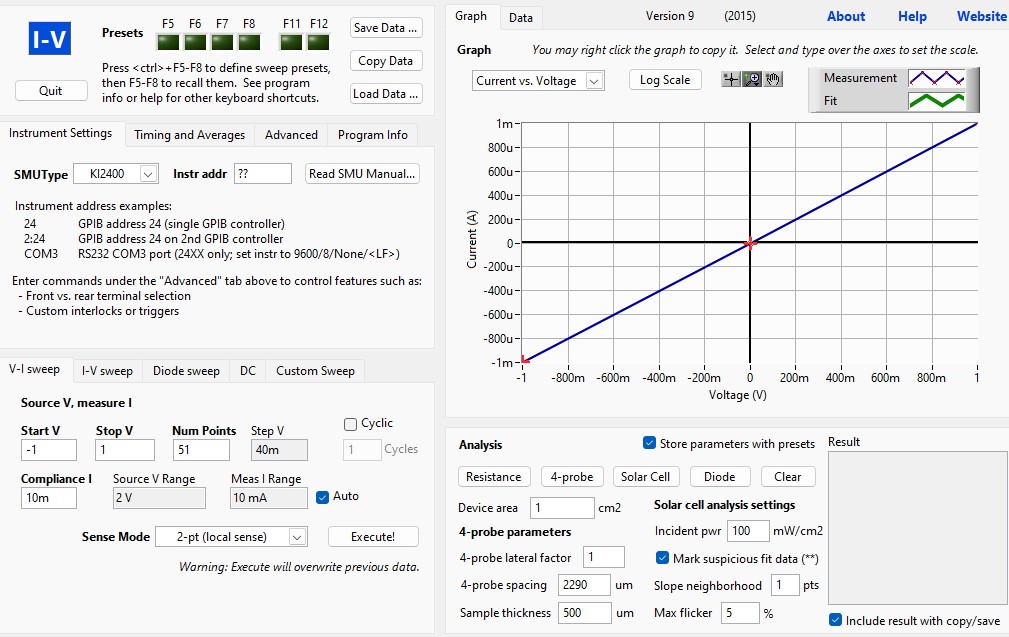 I-V
Presets
F5 F6 F7 F8 F11 F12
Save Data ...
Copy Data
Load Data ...
Press <ctrl>+F5-F8 to define sweep presets,
then F5-F8 to recall them. See program
info or help for other keyboard shortcuts.
Quit
Instrument Settings Timing and Averages Advanced Program Info
SMUType KI2400 Instr addr ?? Read SMU Manual...
Instrument address examples:
24 GPIB address 24 (single GPIB controller)
2:24 GPIB address 24 on 2nd GPIB controller
COM3 RS232 COM3 port (24XX only; set instr to 9600/8/None/<LF>)
Enter commands under the "Advanced" tab above to control features such as:
- Front vs. rear terminal selection
- Custom interlocks or triggers
V-I sweep I-V sweep Diode sweep DC Custom Sweep
Source V, measure I
Start V Stop V Num Points Step V Cyclic
-1 1 51 40m 1 Cycles
Compliance I Source V Range Meas I Range
10m 2 V 10 mA Auto
Sense Mode 2-pt (local sense) Execute!
Warning: Execute will overwrite previous data.
Graph Data Version 9 (2015) About Help Website
Graph You may right click the graph to copy it. Select and type over the axes to set the scale.
Current vs. Voltage Log Scale
Measurement
Fit
1m
800u
600u
400u
200u
0
-200u
-400u
-600u
-800u
-1m
Current (A)
-1 -800m -600m -400m -200m 0 200m 400m 600m 800m 1
Voltage (V)
Analysis Store parameters with presets Result
Resistance 4-probe Solar Cell Diode Clear
Device area 1 cm2
4-probe parameters
4-probe lateral factor 1
4-probe spacing 2290 um
Sample thickness 500 um
Solar cell analysis settings
Incident pwr 100 mW/cm2
Mark suspicious fit data (**)
Slope neighborhood 1 pts
Max flicker 5 %
Include result with copy/save